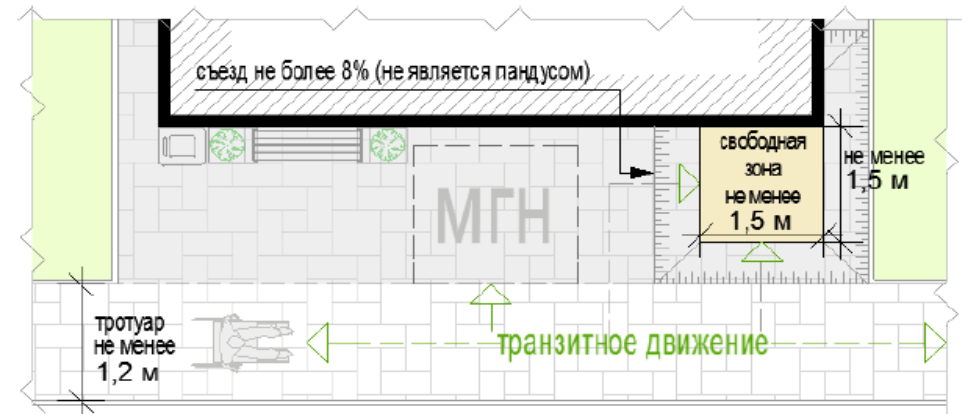 съезд не более 8% (не является пандусом)
свободная
зона
не менее
1,5 м
не менее
1,5 м
МГН
тротуар
не менее
1,2 м
транзитное движение